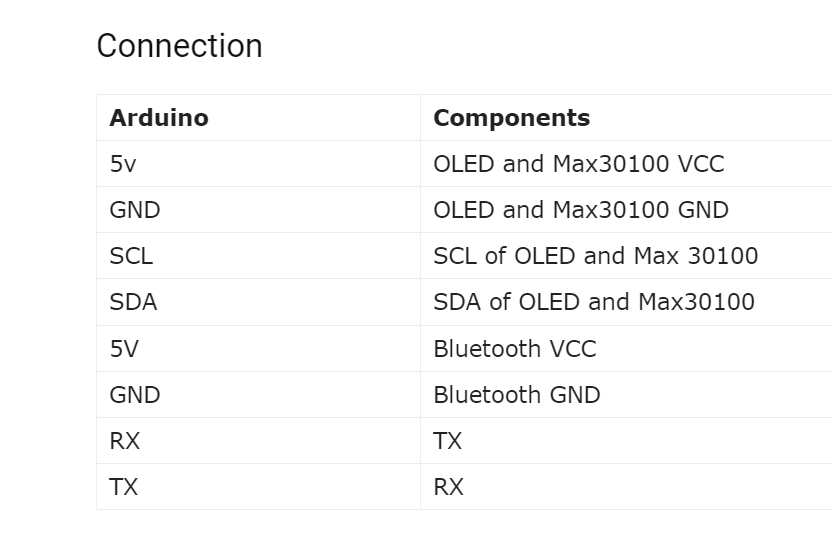 Connection
Arduino Components
5v OLED and Max30100 VCC
GND OLED and Max30100 GND
SCL SCL of OLED and Max 30100
SDA SDA of OLED and Max30100
5V Bluetooth VCC
GND Bluetooth GND
RX TX
TX RX